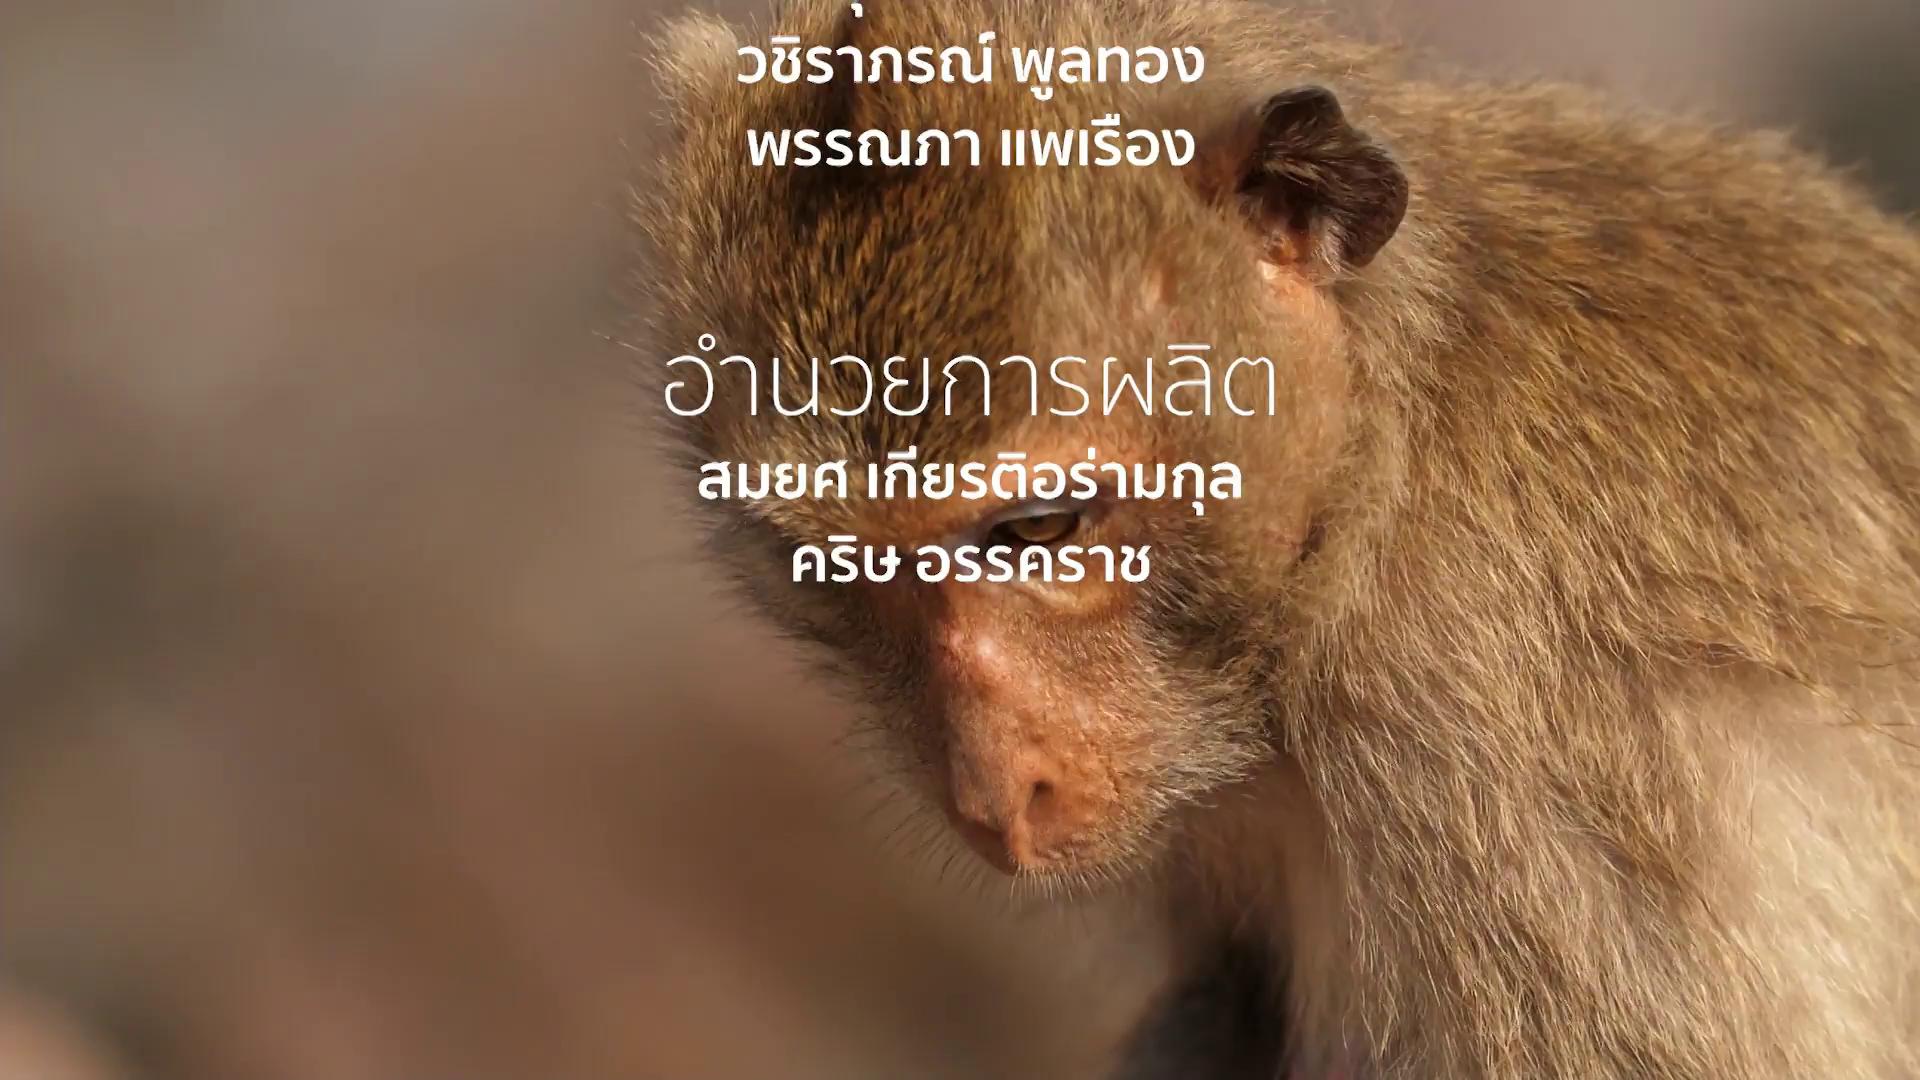 วชิราภรณ์ พูลทอง
พรรณภา แพเรือง
อำนวยการผลิต
สมยศ เกียรติอร่ามกุล
คริษ อรรคราช